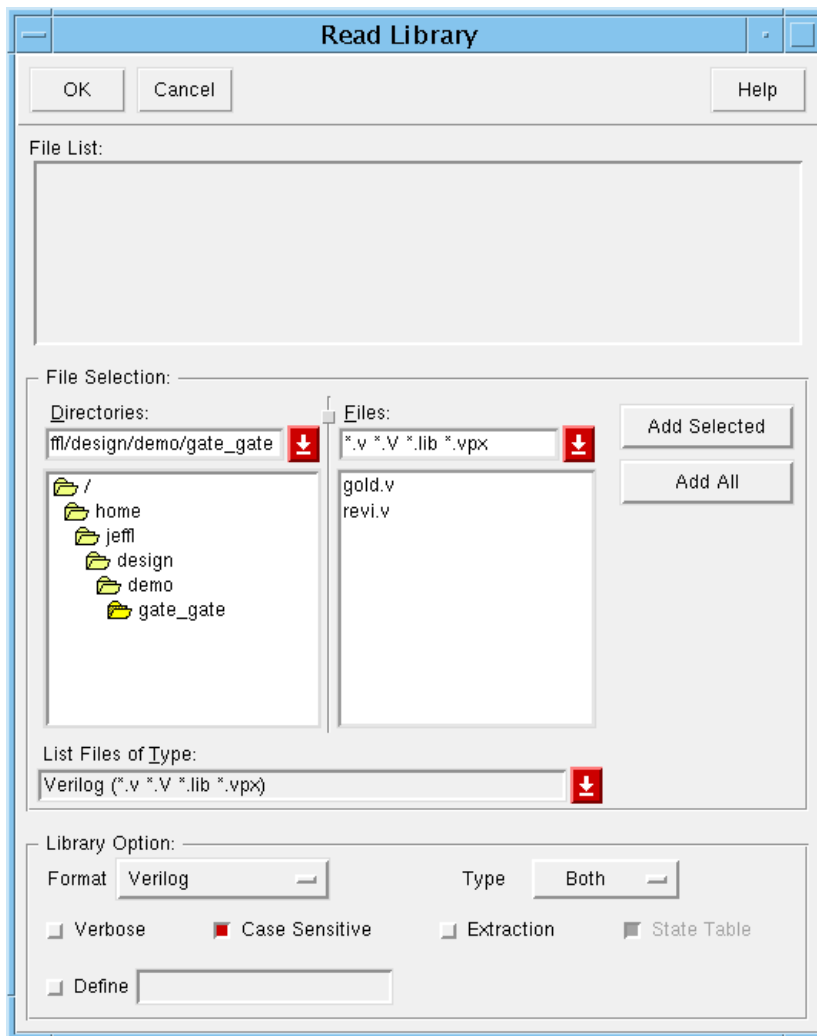 Read Library
OK Cancel Help
File List:
File Selection:
Directories: Files:
ffl/design/demo/gate_gate *.v *.V *.lib *.vpx Add Selected
/ gold.v Add All
home revi.v
jeffl
design
demo
gate_gate
List Files of Type:
Verilog (*.v *.V *.lib *.vpx)
Library Option:
Format Verilog Type Both
Verbose Case Sensitive Extraction State Table
Define